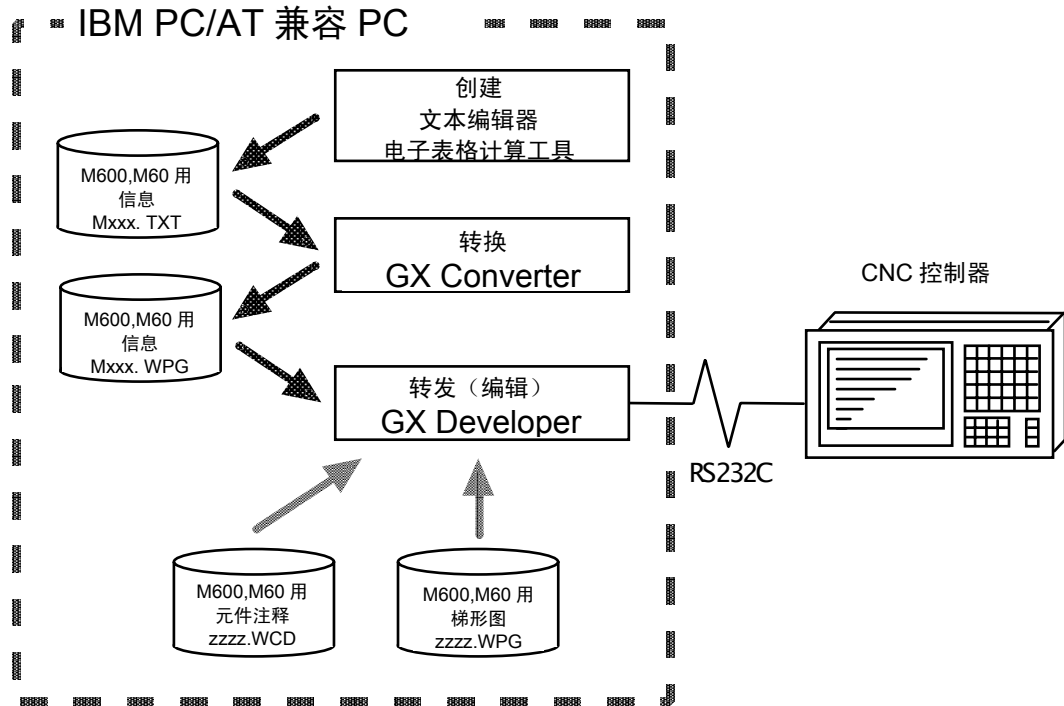 IBM PC/AT 兼容 PC
创建
文本编辑器
电子表格计算工具
M600,M60 用
信息
Mxxx. TXT
转换
GX Converter
M600,M60 用
信息
Mxxx. WPG
转发（编辑）
GX Developer
CNC 控制器
RS232C
M600,M60 用
元件注释
zzzz.WCD
M600,M60 用
梯形图
zzzz.WPG